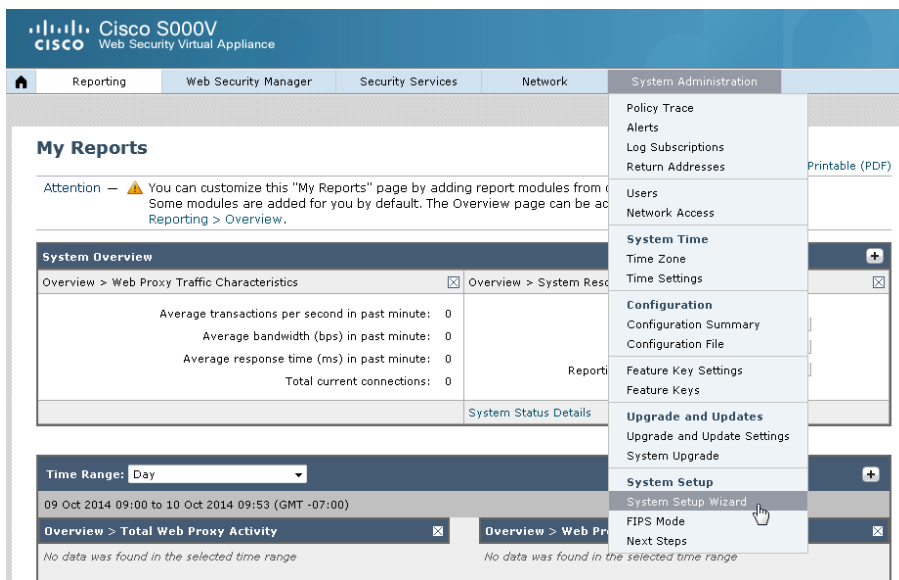 Cisco S000V
CISCO Web Security Virtual Appliance
Reporting Web Security Manager Security Services Network System Administration
My Reports
Printable (PDF)
Attention — You can customize this "My Reports" page by adding report modules from
Some modules are added for you by default. The Overview page can be
Reporting > Overview.
System Overview
Overview > Web Proxy Traffic Characteristics
Average transactions per second in past minute: 0
Average bandwidth (bps) in past minute: 0
Average response time (ms) in past minute: 0
Total current connections: 0
Overview > System
System Status Details
Time Range: Day
09 Oct 2014 09:00 to 10 Oct 2014 09:53 (GMT -07:00)
Overview > Total Web Proxy Activity
No data was found in the selected time range
Overview > Web
No data was found in the selected time range
Policy Trace
Alerts
Log Subscriptions
Return Addresses
Users
Network Access
System Time
Time Zone
Time Settings
Configuration
Configuration Summary
Configuration File
Feature Key Settings
Feature Keys
Upgrade and Updates
Upgrade and Update Settings
System Upgrade
System Setup
System Setup Wizard
FIPS Mode
Next Steps